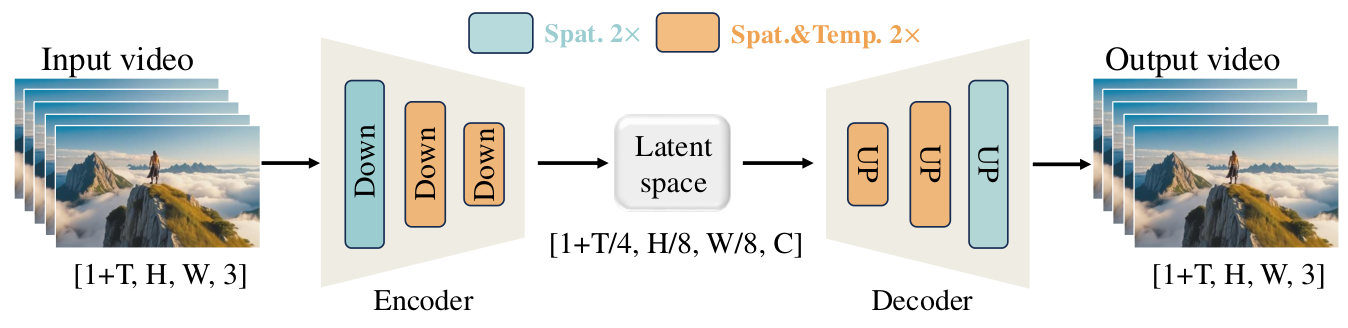 Spat. 2×
Spat.&Temp. 2×
Input video
Output video
Down
Down
Down
Latent
space
UP
UP
UP
[1+T, H, W, 3]
[1+T/4, H/8, W/8, C]
[1+T, H, W, 3]
Encoder
Decoder